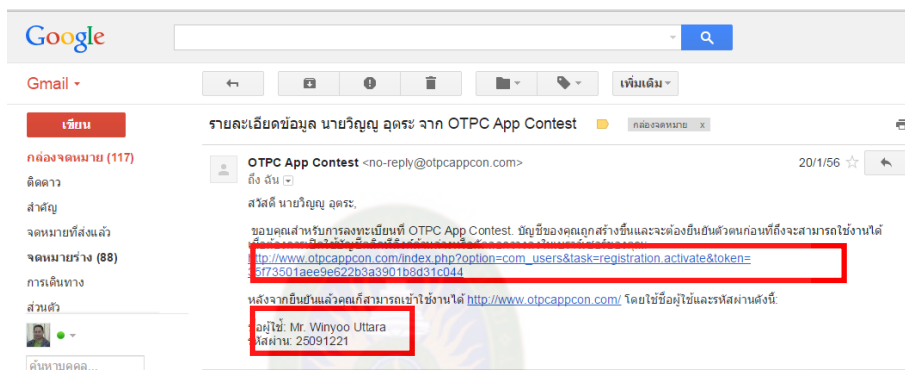 Google
Gmail
เพิ่มเติม
เขียน
รายละเอียดข้อมูล นายวิญญู อุตระ จาก OTPC App Contest
กล่องจดหมาย x
กล่องจดหมาย (117)
ติดดาว
สำคัญ
จดหมายที่ส่งแล้ว
จดหมายร่าง (88)
การเดินทาง
ส่วนตัว
ค้นหาบุคคล...
OTPC App Contest <no-reply@otpcappcon.com>
20/1/56
ถึง ฉัน
สวัสดี นายวิญญู อุตระ,
ขอบคุณสำหรับการลงทะเบียนที่ OTPC App Contest. บัญชีของคุณถูกสร้างขึ้นและจะต้องยืนยันตัวตนก่อนที่ถึงจะสามารถใช้งานได้
http://www.otpcappcon.com/index.php?option=com_users&task=registration.activate&token=
35f73501aee9e622b3a3901b8d31c044
หลังจากยืนยันแล้วคุณก็สามารถเข้าใช้งานได้ http://www.otpcappcon.com/ โดยใช้ชื่อผู้ใช้และรหัสผ่านดังนี้:
ชื่อผู้ใช้: Mr. Winyoo Uttara
รหัสผ่าน: 25091221